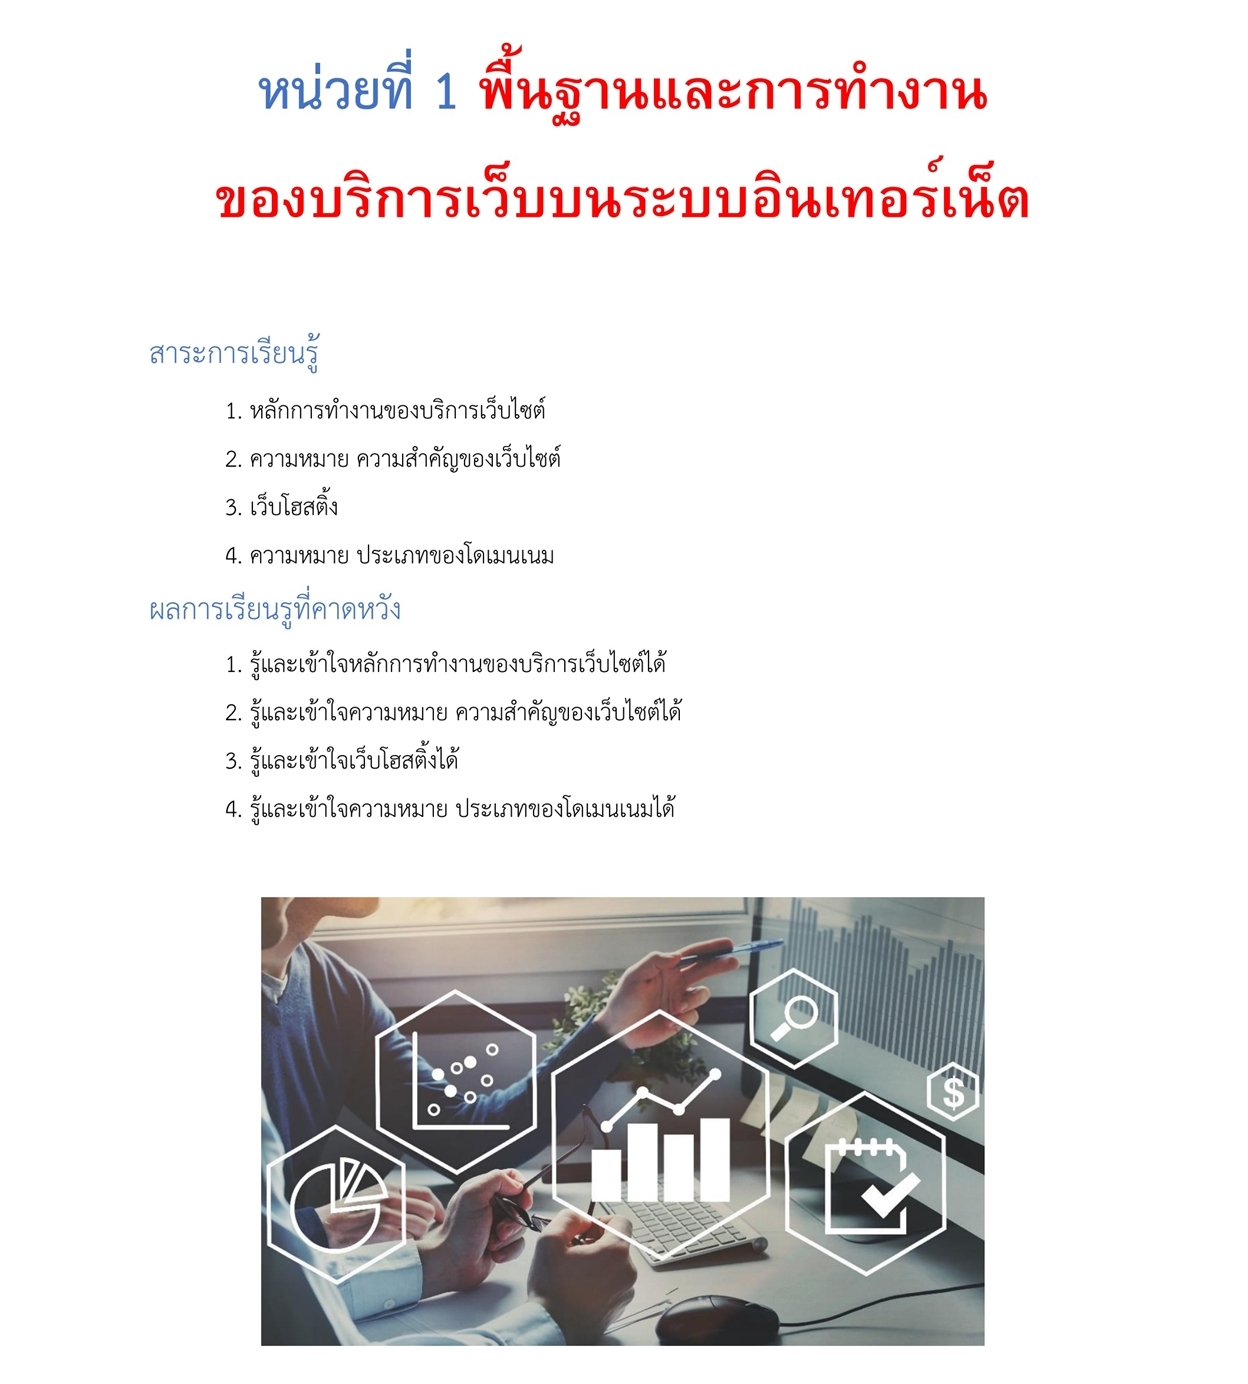 หน่วยที่ 1 พื้นฐานและการทำงาน
ของบริการเว็บบนระบบอินเทอร์เน็ต
สาระการเรียนรู้
1. หลักการทำงานของบริการเว็บไซต์
2. ความหมาย ความสำคัญของเว็บไซต์
3. เว็บโฮสติ้ง
4. ความหมาย ประเภทของโดเมนเนม
ผลการเรียนรูที่คาดหวัง
1. รู้และเข้าใจหลักการทำงานของบริการเว็บไซต์ได้
2. รู้และเข้าใจความหมาย ความสำคัญของเว็บไซต์ได้
3. รู้และเข้าใจเว็บโฮสติ้งได้
4. รู้และเข้าใจความหมาย ประเภทของโดเมนเนมได้
$